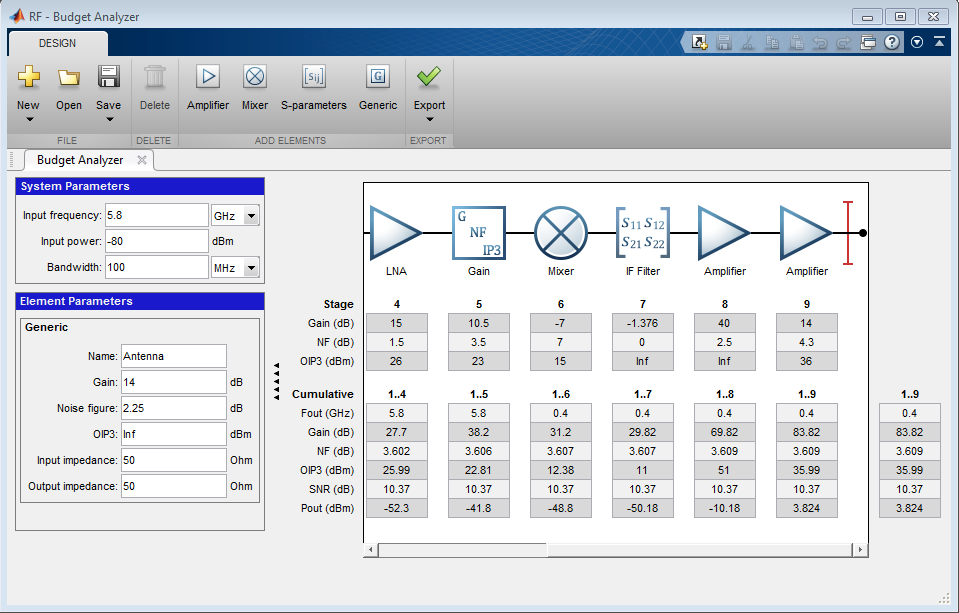 RF - Budget Analyzer
DESIGN
New Open Save Delete Amplifier Mixer S-parameters Generic Export
FILE DELETE ADD ELEMENTS EXPORT
Budget Analyzer
System Parameters
Input frequency: 5.8 GHz
Input power: -80 dBm
Bandwidth: 100 MHz
Element Parameters
Generic
Name: Antenna
Gain: 14 dB
Noise figure: 2.25 dB
OIP3: Inf dBm
Input impedance: 50 Ohm
Output impedance: 50 Ohm
G NF IP3 S11 S12
S21 S22
LNA Gain Mixer IF Filter Amplifier Amplifier
Stage 4 5 6 7 8 9
Gain (dB) 15 10.5 -7 -1.376 40 14
NF (dB) 1.5 3.5 7 0 2.5 4.3
OIP3 (dBm) 26 23 15 Inf Inf 36
Cumulative 1..4 1..5 1..6 1..7 1..8 1..9 1..9
Fout (GHz) 5.8 5.8 0.4 0.4 0.4 0.4 0.4
Gain (dB) 27.7 38.2 31.2 29.82 69.82 83.82 83.82
NF (dB) 3.602 3.606 3.607 3.607 3.609 3.609 3.609
OIP3 (dBm) 25.99 22.81 12.38 11 51 35.99 35.99
SNR (dB) 10.37 10.37 10.37 10.37 10.37 10.37 10.37
Pout (dBm) -52.3 -41.8 -48.8 -50.18 -10.18 3.824 3.824